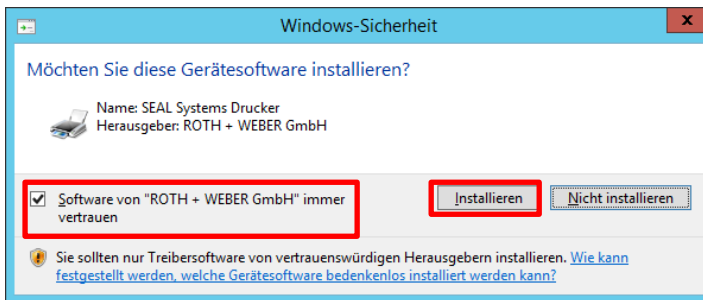 Windows-Sicherheit
x
Möchten Sie diese Gerätesoftware installieren?
Name: SEAL Systems Drucker
Herausgeber: ROTH + WEBER GmbH
Software von "ROTH + WEBER GmbH" immer
vertrauen
Installieren
Nicht installieren
Sie sollten nur Treibersoftware von vertrauenswürdigen Herausgebern installieren. Wie kann
festgestellt werden, welche Gerätesoftware bedenkenlos installiert werden kann?